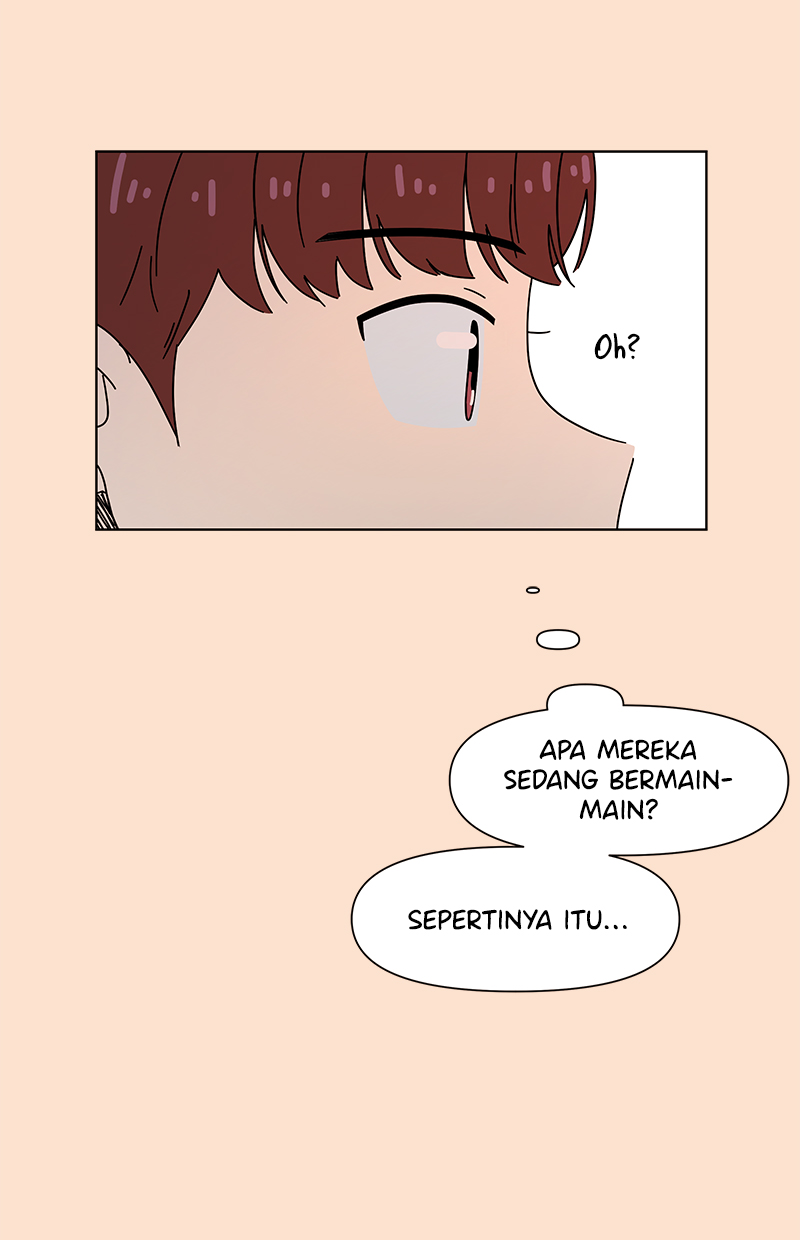 Oh?
APA MEREKA
SEDANG BERMAIN-
MAIN?
SEPERTINYA ITU...